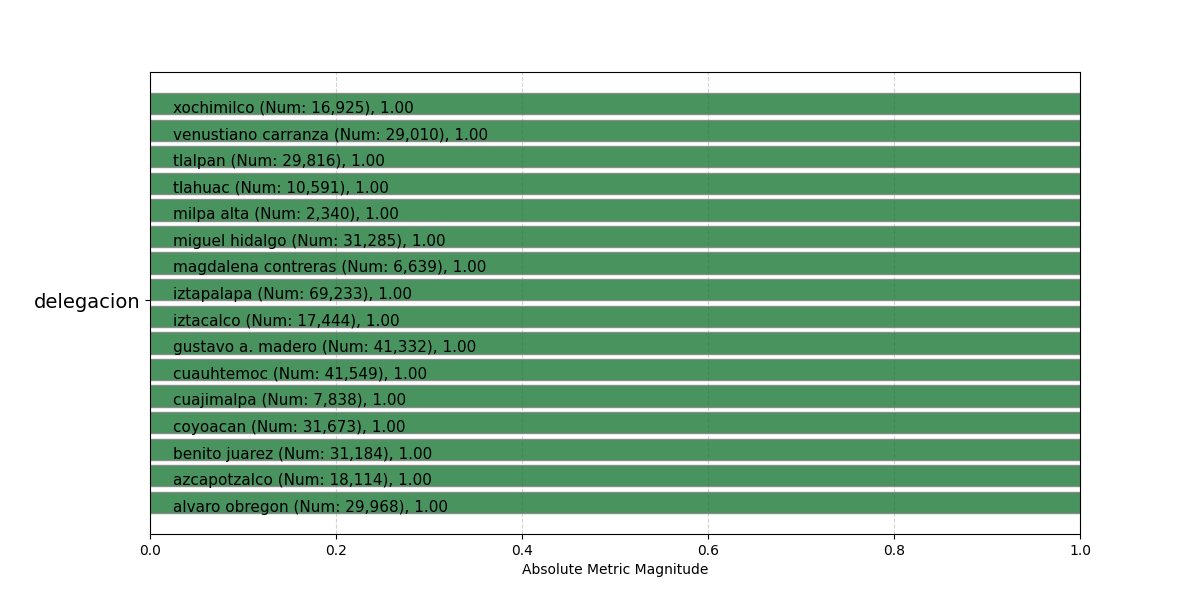 xochimilco (Num: 16,925), 1.00
venustiano carranza (Num: 29,010), 1.00
tlalpan (Num: 29,816), 1.00
tlahuac (Num: 10,591), 1.00
milpa alta (Num: 2,340), 1.00
miguel hidalgo (Num: 31,285), 1.00
magdalena contreras (Num: 6,639), 1.00
iztapalapa (Num: 69,233), 1.00
delegacion
iztacalco (Num: 17,444), 1.00
gustavo a. madero (Num: 41,332), 1.00
cuauhtemoc (Num: 41,549), 1.00
cuajimalpa (Num: 7,838), 1.00
coyoacan (Num: 31,673), 1.00
benito juarez (Num: 31,184), 1.00
azcapotzalco (Num: 18,114), 1.00
alvaro obregon (Num: 29,968), 1.00
0.0 0.2 0.4 0.6 0.8 1.0
Absolute Metric Magnitude